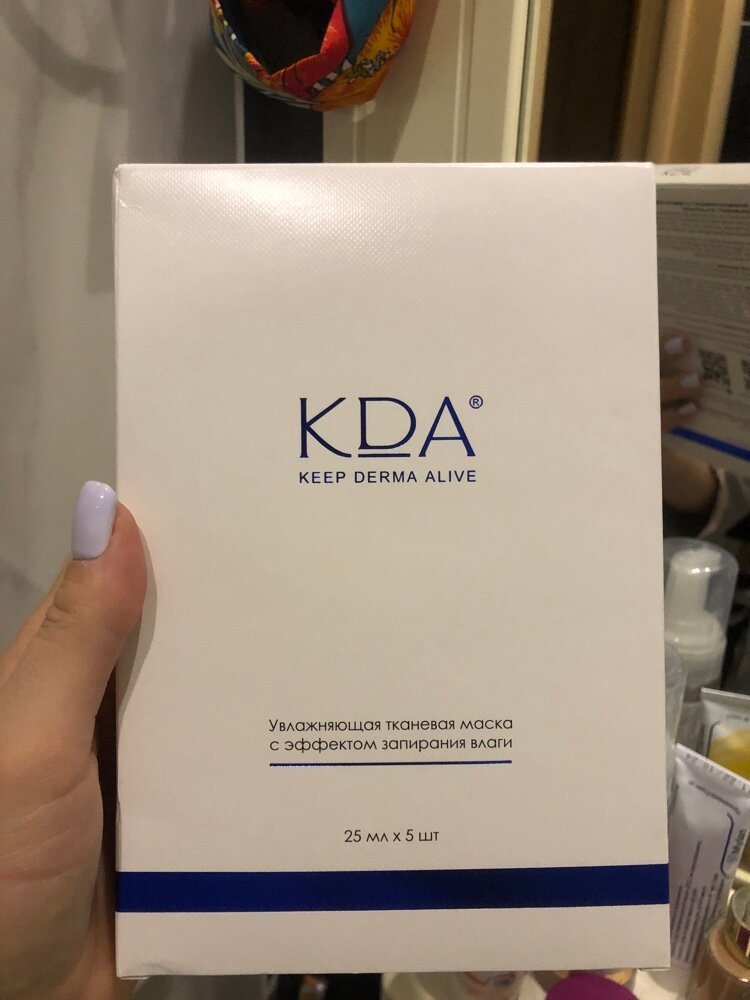 KDA®
KEEP DERMA ALIVE
Увлажняющая тканевая маска
с эффектом запирания влаги
25 мл х 5 шт